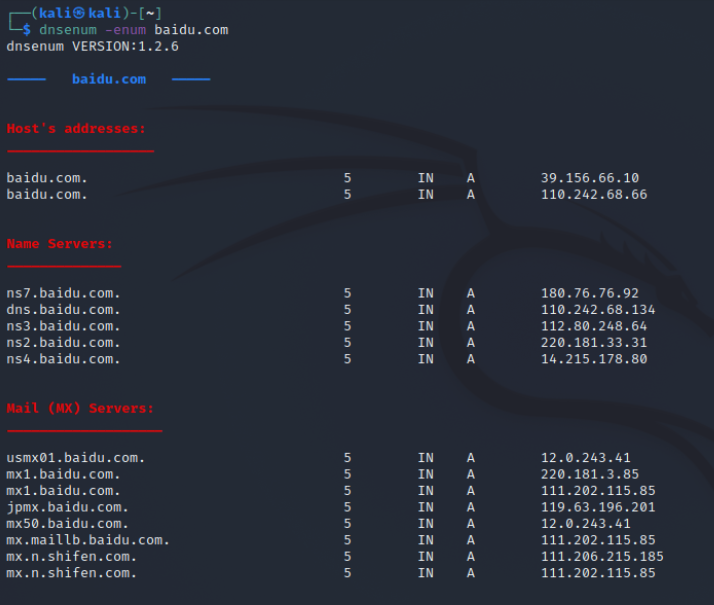 ┌──(kali㉿kali)-[~]
└─$ dnsenum -enum baidu.com
dnsenum VERSION:1.2.6
----- baidu.com -----
Host's addresses:
__________________
baidu.com. 5 IN A 39.156.66.10
baidu.com. 5 IN A 110.242.68.66
Name Servers:
______________
ns7.baidu.com. 5 IN A 180.76.76.92
dns.baidu.com. 5 IN A 110.242.68.134
ns3.baidu.com. 5 IN A 112.80.248.64
ns2.baidu.com. 5 IN A 220.181.33.31
ns4.baidu.com. 5 IN A 14.215.178.80
Mail (MX) Servers:
___________________
usmx01.baidu.com. 5 IN A 12.0.243.41
mx1.baidu.com. 5 IN A 220.181.3.85
mx1.baidu.com. 5 IN A 111.202.115.85
jpmx.baidu.com. 5 IN A 119.63.196.201
mx50.baidu.com. 5 IN A 12.0.243.41
mx.maillb.baidu.com. 5 IN A 111.202.115.85
mx.n.shifen.com. 5 IN A 111.206.215.185
mx.n.shifen.com. 5 IN A 111.202.115.85